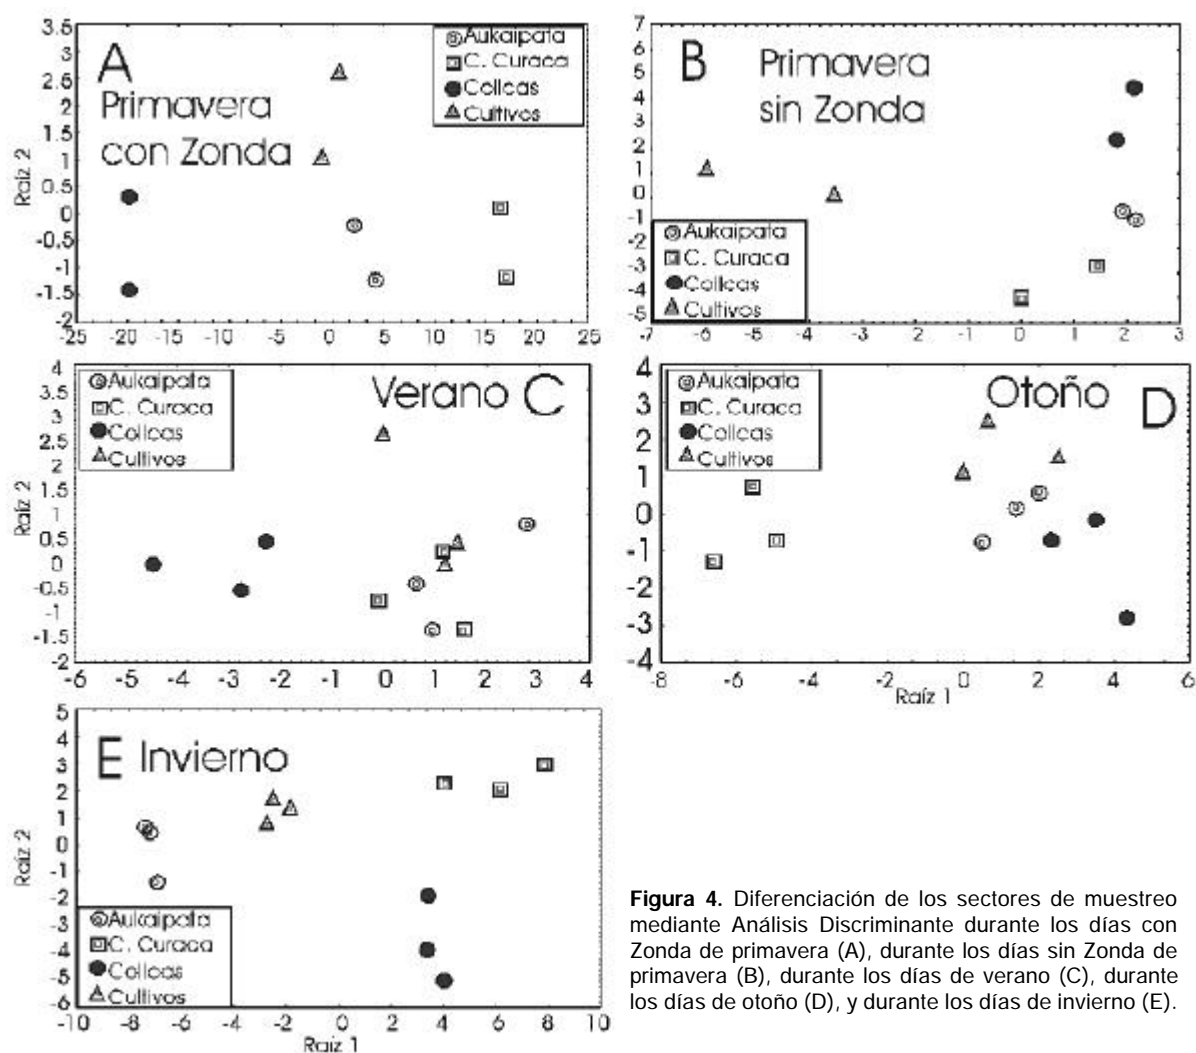 A
Primavera
con Zonda
Aukaipata
C. Curaca
Collcas
Cultivos
Raíz 2
3.5
3
2.5
2
1.5
1
0.5
0
-0.5
-1
-1.5
-2
-25 -20 -15 -10 -5 0 5 10 15 20 25
B
Primavera
sin Zonda
Aukaipata
C. Curaca
Collcas
Cultivos
7
6
5
4
3
2
1
0
-1
-2
-3
-4
-5
-7 -6 -5 -4 -3 -2 -1 0 1 2 3
Verano C
Aukaipata
C. Curaca
Collcas
Cultivos
Raíz 2
4
3.5
3
2.5
2
1.5
1
0.5
0
-0.5
-1
-1.5
-2
-6 -5 -4 -3 -2 -1 0 1 2 3 4
Otoño D
Aukaipata
C. Curaca
Collcas
Cultivos
4
3
2
1
0
-1
-2
-3
-4
-8 -6 -4 -2 0 2 4 6
Raíz 1
E Invierno
Aukaipata
C. Curaca
Collcas
Cultivos
Raíz 2
5
4
3
2
1
0
-1
-2
-3
-4
-5
-6
-10 -8 -6 -4 -2 0 2 4 6 8 10
Raíz 1
Figura 4. Diferenciación de los sectores de muestreo
mediante Análisis Discriminante durante los días con
Zonda de primavera (A), durante los días sin Zonda de
primavera (B), durante los días de verano (C), durante
los días de otoño (D), y durante los días de invierno (E).